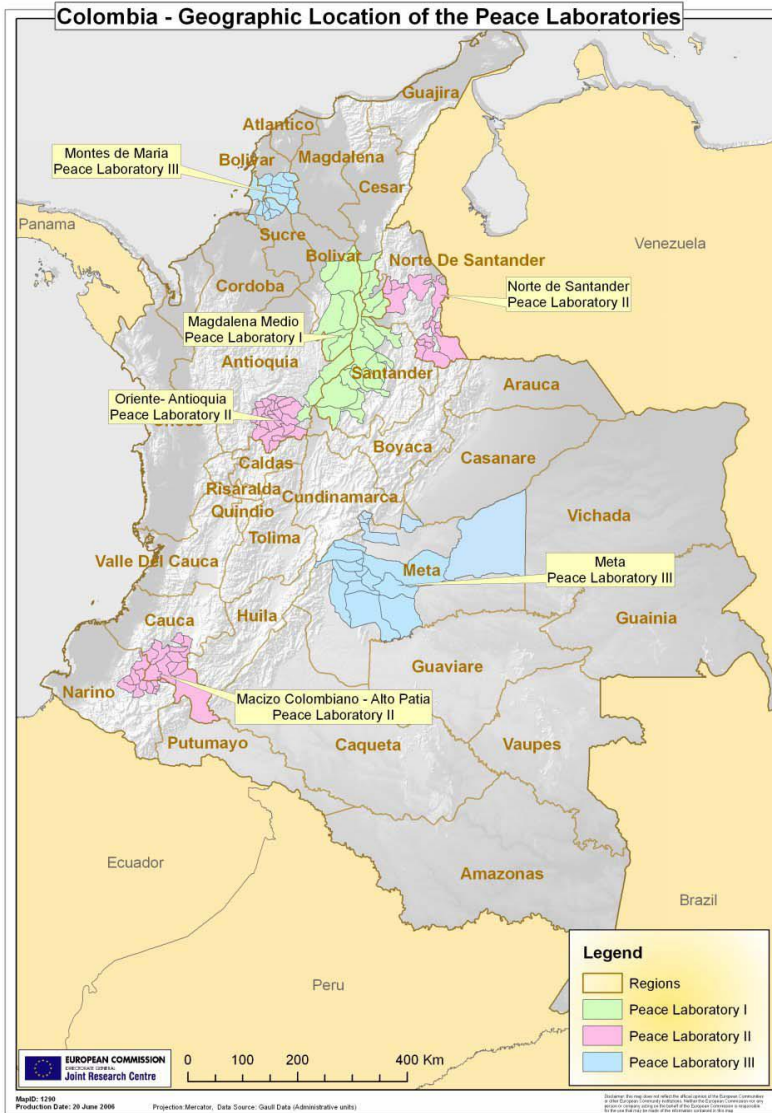 Colombia - Geographic Location of the Peace Laboratories
Guajira
Atlantico
Montes de Maria
Peace Laboratory III
Bolivar
Magdalena
Cesar
Panama
Sucre
Venezuela
Bolivar
Norte De Santander
Cordoba
Norte de Santander
Peace Laboratory II
Magdalena Medio
Peace Laboratory I
Antioquia
Santander
Arauca
Oriente- Antioquia
Peace Laboratory II
Boyaca
Casanare
Caldas
Risaralda
Cundinamarca
Quindio
Vichada
Tolima
Valle Del Cauca
Meta
Meta
Peace Laboratory III
Cauca
Huila
Guainia
Guaviare
Narino
Macizo Colombiano - Alto Patia
Peace Laboratory II
Putumayo
Caqueta
Vaupes
Ecuador
Amazonas
Brazil
Peru
Legend
Regions
Peace Laboratory I
Peace Laboratory II
Peace Laboratory III
EUROPEAN COMMISSION
DIRECTORATE GENERAL
Joint Research Centre
0 100 200 400 Km
MapID: 1290
Production Date: 20 June 2006
Projection:Mercator, Data Source: Gaull Data (Administrative units)